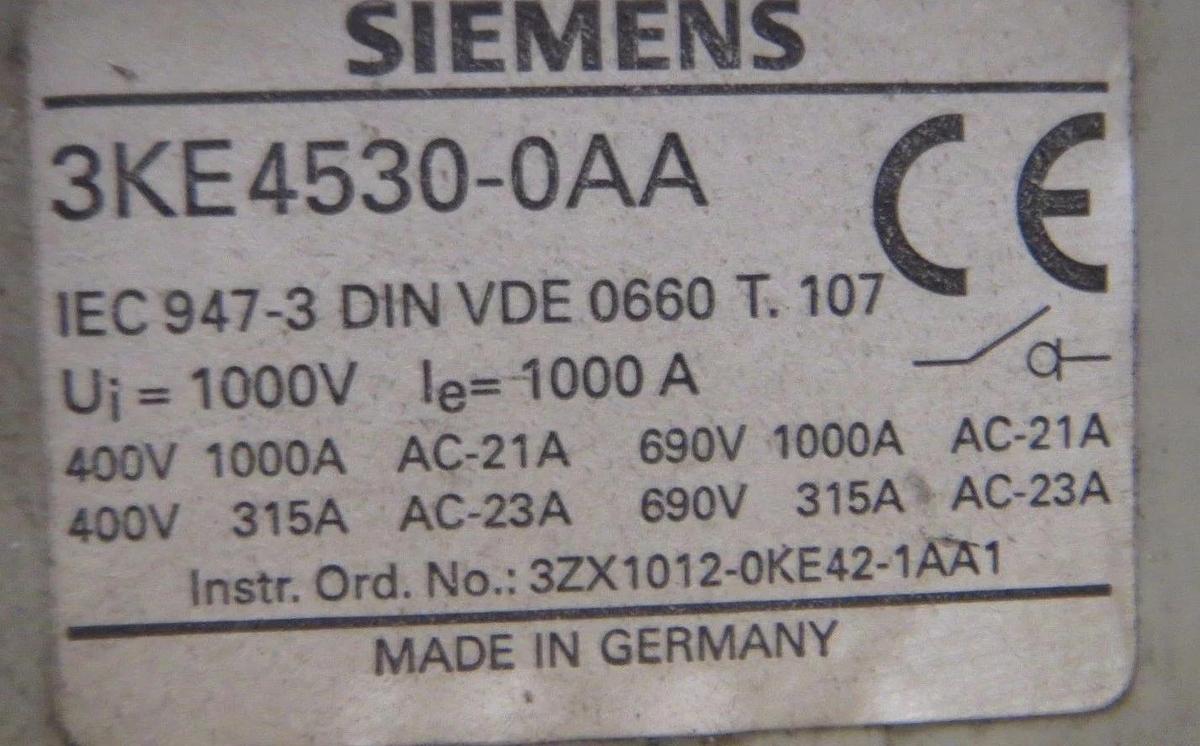 SIEMENS
3KE4530-0AA
CE
IEC 947-3 DIN VDE 0660 T. 107
Ui = 1000V Ie= 1000 A
400V 1000A AC-21A 690V 1000A AC-21A
400V 315A AC-23A 690V 315A AC-23A
Instr. Ord. No.: 3ZX1012-0KE42-1AA1
MADE IN GERMANY